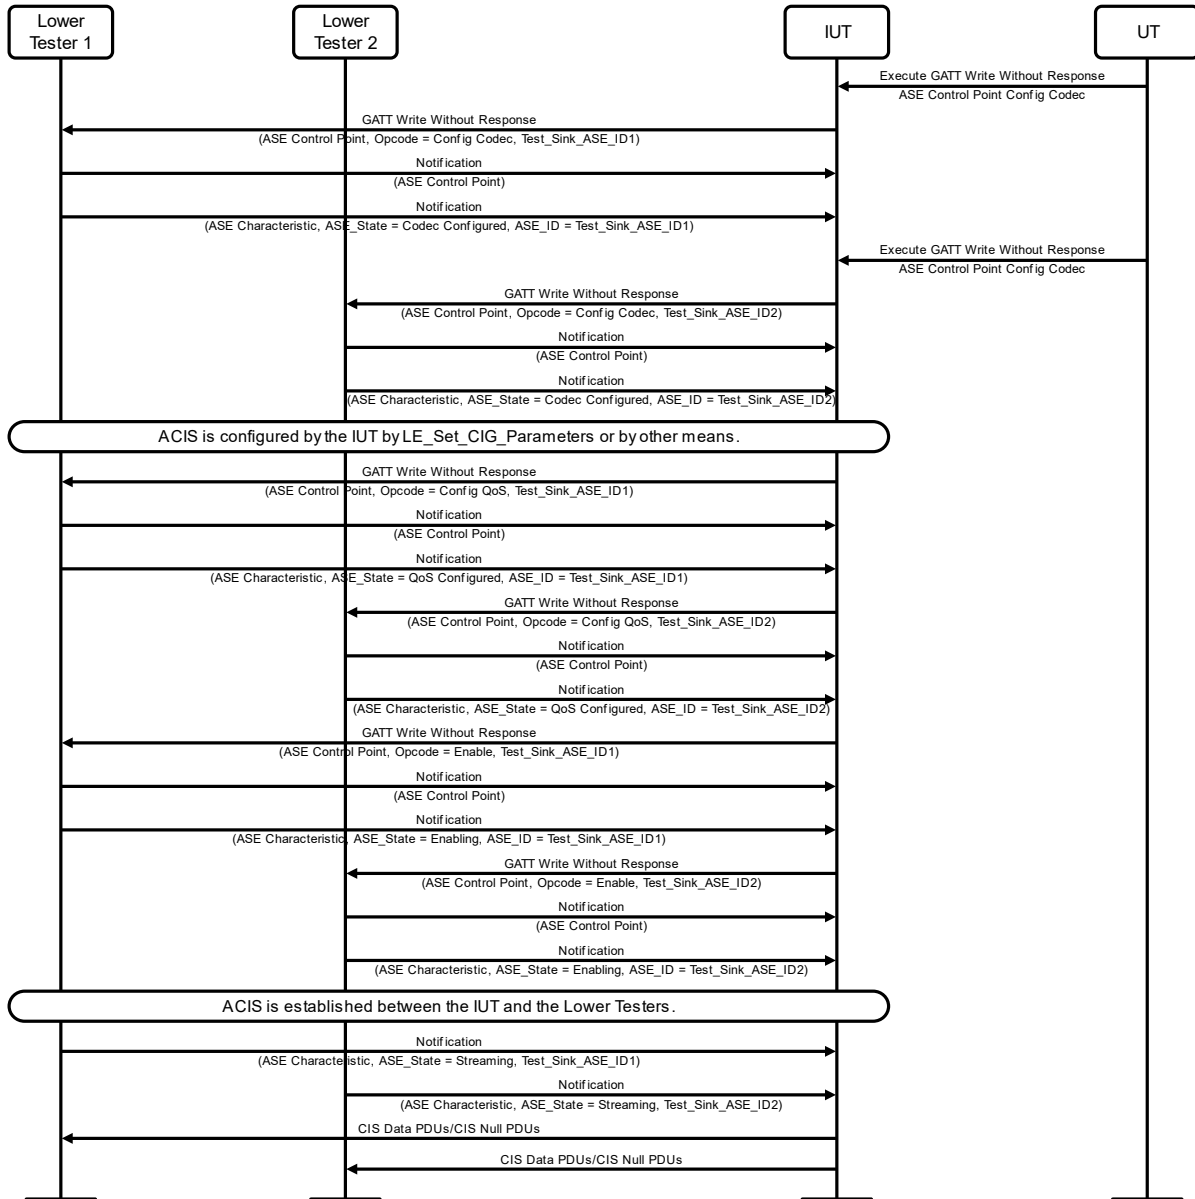 Lower
Tester 1
Lower
Tester 2
IUT
UT
Execute GATT Write Without Response
ASE Control Point Config Codec
GATT Write Without Response
(ASE Control Point, Opcode = Config Codec, Test_Sink_ASE_ID1)
Notification
(ASE Control Point)
Notification
(ASE Characteristic, ASE_State = Codec Configured, ASE_ID = Test_Sink_ASE_ID1)
Execute GATT Write Without Response
ASE Control Point Config Codec
GATT Write Without Response
(ASE Control Point, Opcode = Config Codec, Test_Sink_ASE_ID2)
Notification
(ASE Control Point)
Notification
(ASE Characteristic, ASE_State = Codec Configured, ASE_ID = Test_Sink_ASE_ID2)
A CIS is configured by the IUT by LE_Set_CIG_Parameters or by other means.
GATT Write Without Response
(ASE Control Point, Opcode = Config QoS, Test_Sink_ASE_ID1)
Notification
(ASE Control Point)
Notification
(ASE Characteristic, ASE_State = QoS Configured, ASE_ID = Test_Sink_ASE_ID1)
GATT Write Without Response
(ASE Control Point, Opcode = Config QoS, Test_Sink_ASE_ID2)
Notification
(ASE Control Point)
Notification
(ASE Characteristic, ASE_State = QoS Configured, ASE_ID = Test_Sink_ASE_ID2)
GATT Write Without Response
(ASE Control Point, Opcode = Enable, Test_Sink_ASE_ID1)
Notification
(ASE Control Point)
Notification
(ASE Characteristic, ASE_State = Enabling, ASE_ID = Test_Sink_ASE_ID1)
GATT Write Without Response
(ASE Control Point, Opcode = Enable, Test_Sink_ASE_ID2)
Notification
(ASE Control Point)
Notification
(ASE Characteristic, ASE_State = Enabling, ASE_ID = Test_Sink_ASE_ID2)
A CIS is established between the IUT and the Lower Testers.
Notification
(ASE Characteristic, ASE_State = Streaming, Test_Sink_ASE_ID1)
Notification
(ASE Characteristic, ASE_State = Streaming, Test_Sink_ASE_ID2)
CIS Data PDUs/CIS Null PDUs
CIS Data PDUs/CIS Null PDUs